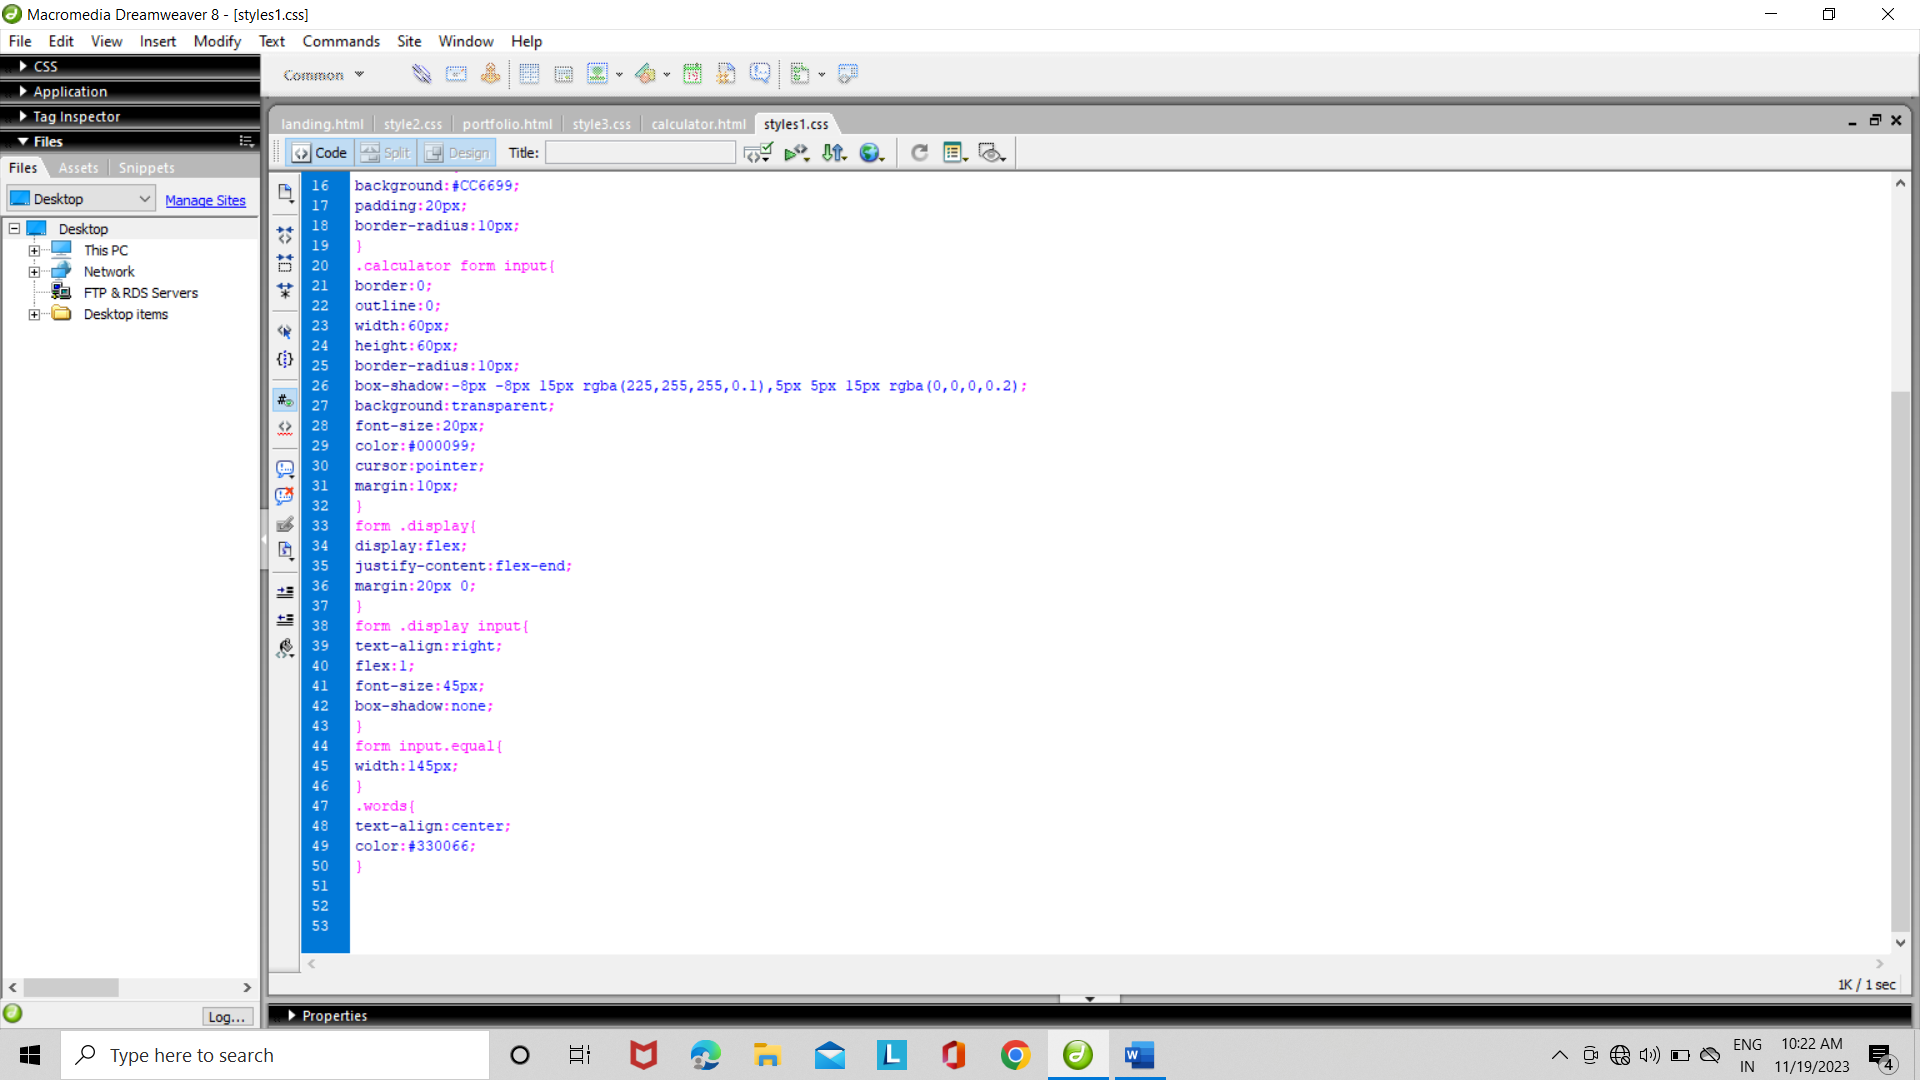 Macromedia Dreamweaver 8 - [styles1.css]
File Edit View Insert Modify Text Commands Site Window Help
CSS
Application
Tag Inspector
Files
Files Assets Snippets
Desktop Manage Sites
Desktop
This PC
Network
FTP & RDS Servers
Desktop items
Log...
Common
landing.html style2.css portfolio.html style3.css calculator.html styles1.css
Code Split Design Title:
16 background:#CC6699;
17 padding:20px;
18 border-radius:10px;
19 }
20 .calculator form input{
21 border:0;
22 outline:0;
23 width:60px;
24 height:60px;
25 border-radius:10px;
26 box-shadow:-8px -8px 15px rgba(225,255,255,0.1),5px 5px 15px rgba(0,0,0,0.2);
27 background:transparent;
28 font-size:20px;
29 color:#000099;
30 cursor:pointer;
31 margin:10px;
32 }
33 form .display{
34 display:flex;
35 justify-content:flex-end;
36 margin:20px 0;
37 }
38 form .display input{
39 text-align:right;
40 flex:1;
41 font-size:45px;
42 box-shadow:none;
43 }
44 form input.equal{
45 width:145px;
46 }
47 .words{
48 text-align:center;
49 color:#330066;
50 }
51
52
53
1K / 1 sec
Properties
Type here to search
ENG
IN
10:22 AM
11/19/2023
4